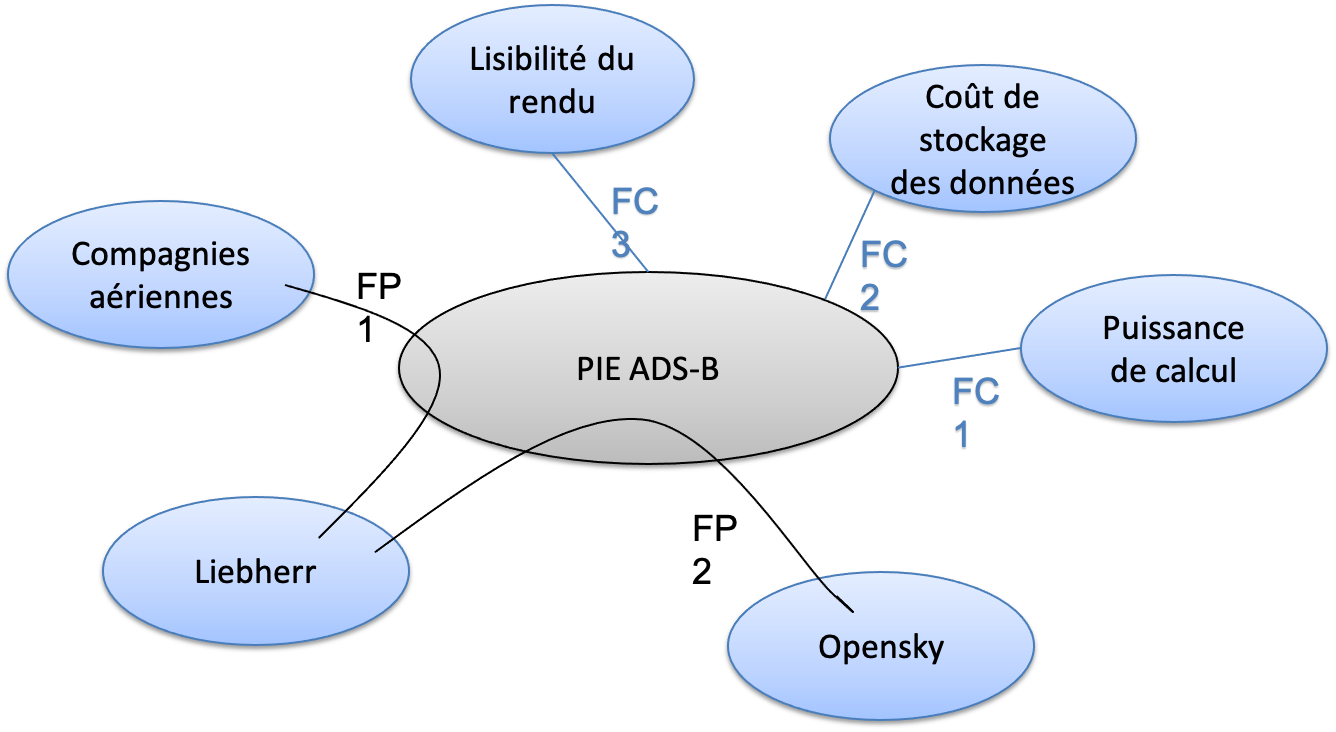 Lisibilité du
rendu
Coût de
stockage
des données
FC
3
FC
2
Compagnies
aériennes
FP
1
Puissance
de calcul
PIE ADS-B
FC
1
FP
2
Liebherr
Opensky